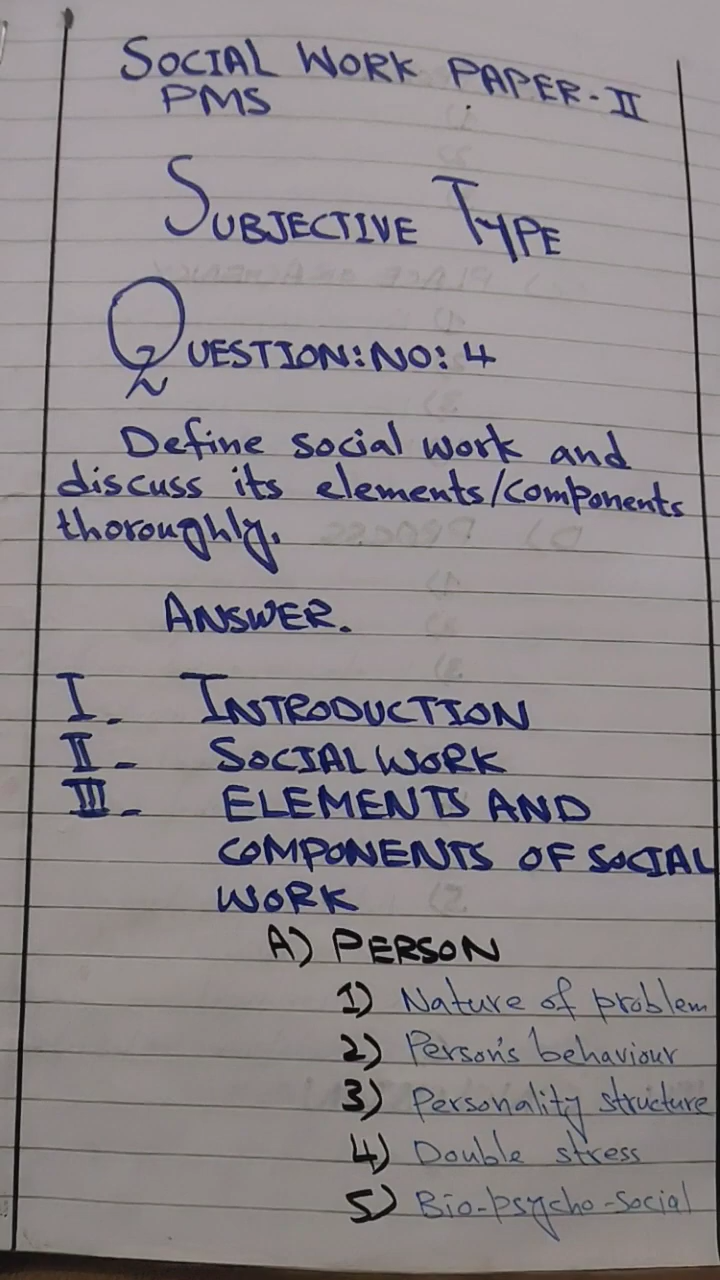 SOCIAL WORK PAPER-II
PMS
SUBJECTIVE TYPE
QUESTION:NO: 4
Define social work and
discuss its elements/components
thoroughly.
ANSWER.
I. INTRODUCTION
II- SOCIAL WORK
III- ELEMENTS AND
COMPONENTS OF SOCIAL
WORK
A) PERSON
1) Nature of problem
2) Person's behaviour
3) Personality structure
4) Double stress
5) Bio-psycho-social